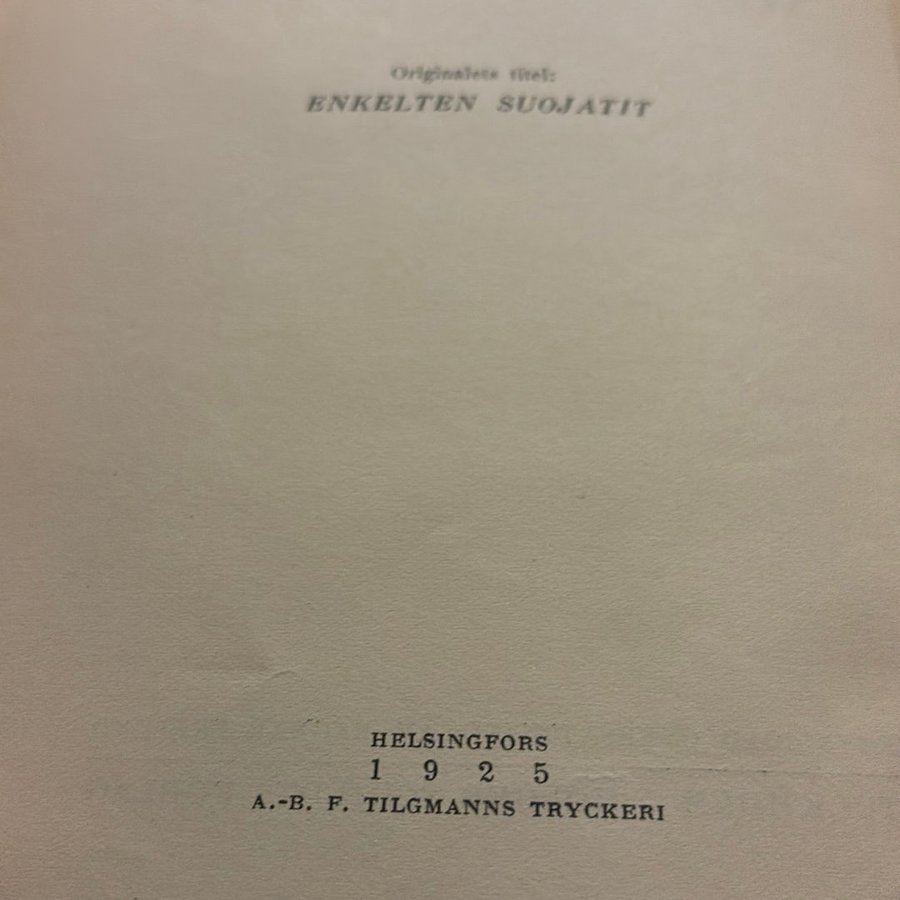 Originalets titel:
ENKELTEN SUOJATIT
HELSINGFORS
1 9 2 5
A.-B. F. TILGMANNS TRYCKERI